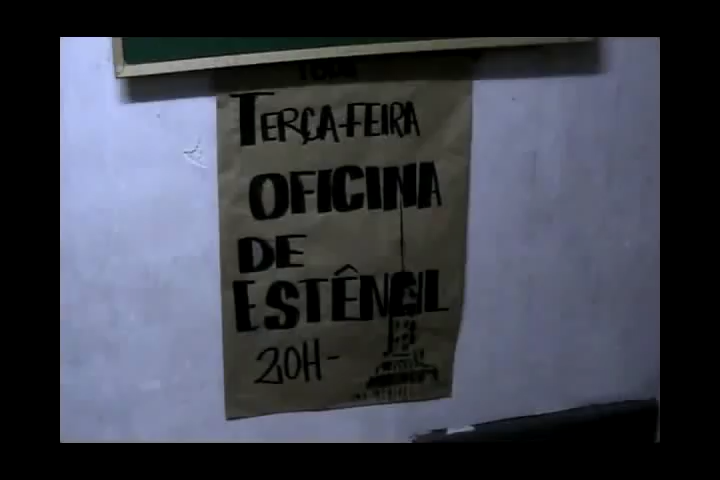 TERÇA-FEIRA
OFICINA
DE
ESTÊNCIL
20H-